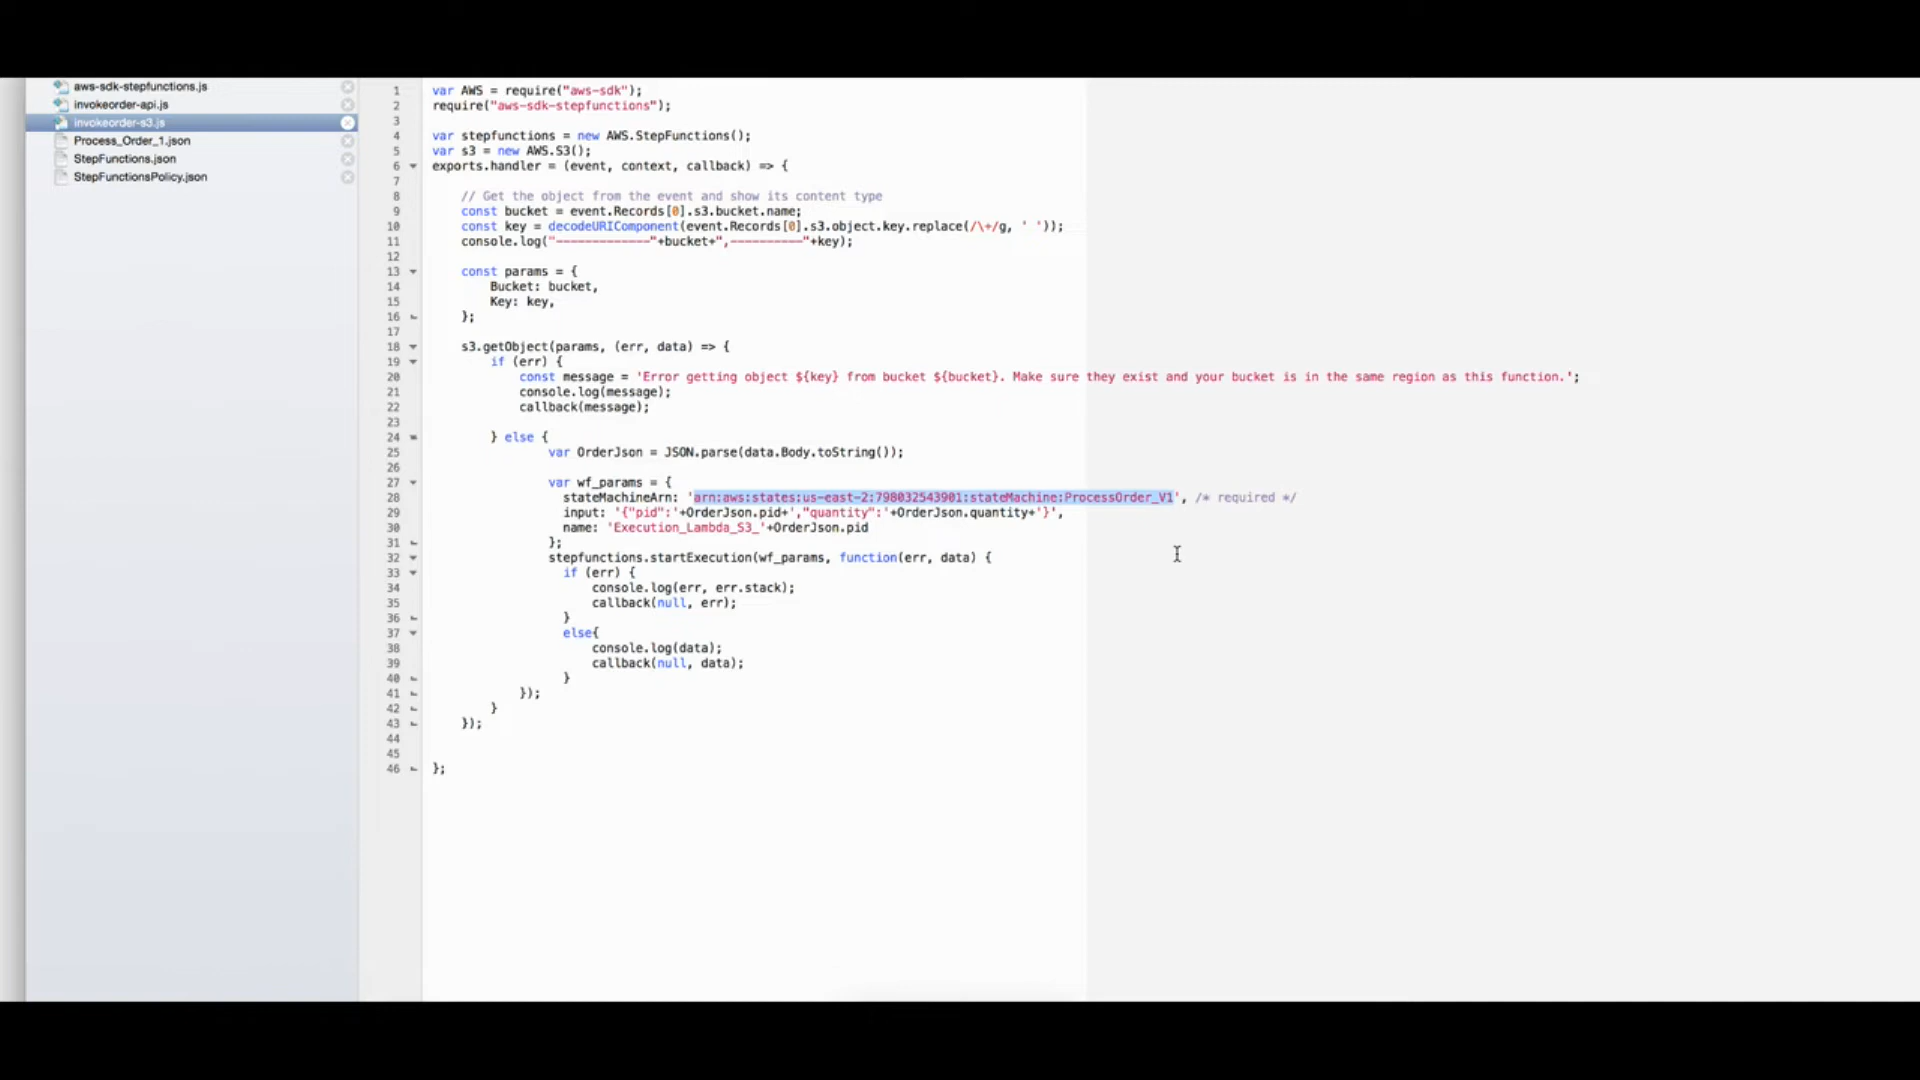 aws-sdk-stepfunctions.js
invokeorder-api.js
invokeorder-s3.js
Process_Order_1.json
StepFunctions.json
StepFunctionsPolicy.json
1 var AWS = require("aws-sdk");
2 require("aws-sdk-stepfunctions");
3
4 var stepfunctions = new AWS.StepFunctions();
5 var s3 = new AWS.S3();
6 exports.handler = (event, context, callback) => {
7
8 // Get the object from the event and show its content type
9 const bucket = event.Records[0].s3.bucket.name;
10 const key = decodeURIComponent(event.Records[0].s3.object.key.replace(/\+/g, ' '));
11 console.log("-------------"+bucket+",----------"+key);
12
13 const params = {
14 Bucket: bucket,
15 Key: key,
16 };
17
18 s3.getObject(params, (err, data) => {
19 if (err) {
20 const message = 'Error getting object ${key} from bucket ${bucket}. Make sure they exist and your bucket is in the same region as this function.';
21 console.log(message);
22 callback(message);
23
24 } else {
25 var OrderJson = JSON.parse(data.Body.toString());
26
27 var wf_params = {
28 stateMachineArn: 'arn:aws:states:us-east-2:798032543901:stateMachine:ProcessOrder_V1', /* required */
29 input: '{"pid":'+OrderJson.pid+',"quantity":'+OrderJson.quantity+'}',
30 name: 'Execution_Lambda_S3_'+OrderJson.pid
31 };
32 stepfunctions.startExecution(wf_params, function(err, data) {
33 if (err) {
34 console.log(err, err.stack);
35 callback(null, err);
36 }
37 else{
38 console.log(data);
39 callback(null, data);
40 }
41 });
42 }
43 });
44
45
46 };